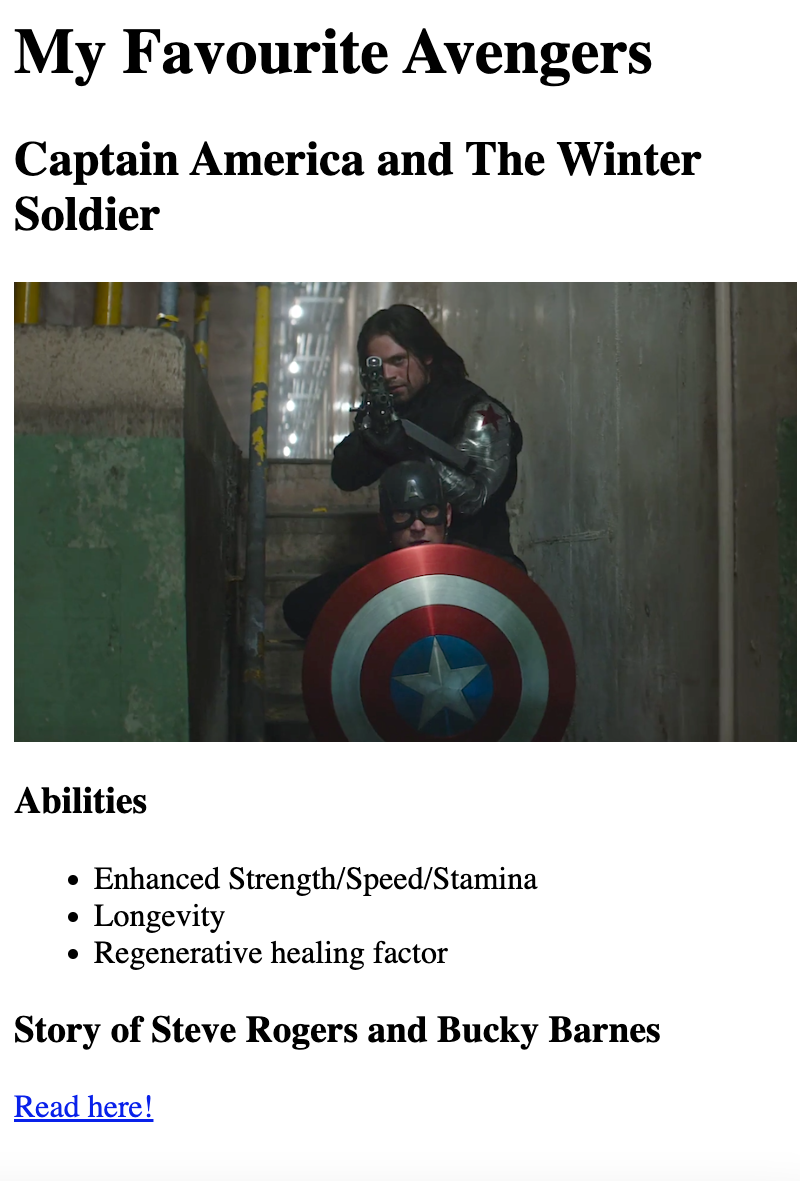 My Favourite Avengers
Captain America and The Winter
Soldier
A
Abilities
Enhanced Strength/Speed/Stamina
Longevity
Regenerative healing factor
Story of Steve Rogers and Bucky Barnes
Read here!